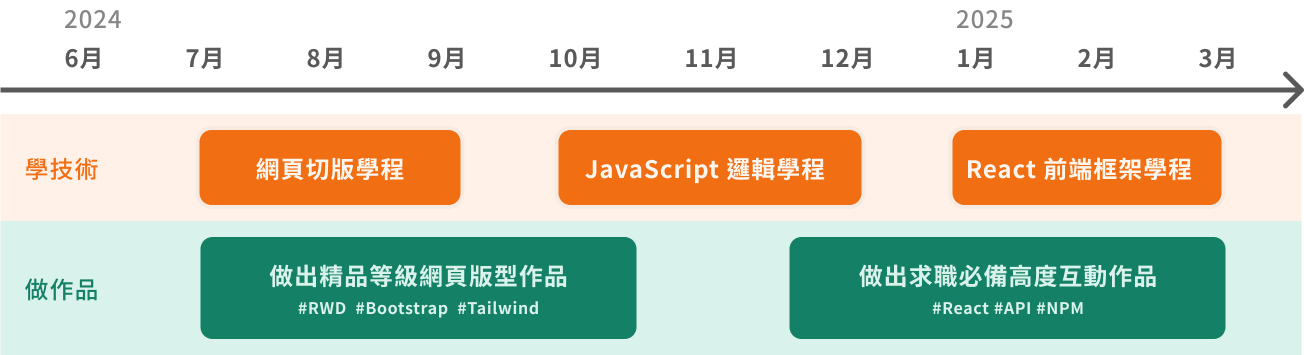 2024 2025
6月 7月 8月 9月 10月 11月 12月 1月 2月 3月
學技術 網頁切版學程 JavaScript 邏輯學程 React 前端框架學程
做作品
做出精品等級網頁版型作品
#RWD #Bootstrap #Tailwind
做出求職必備高度互動作品
#React #API #NPM